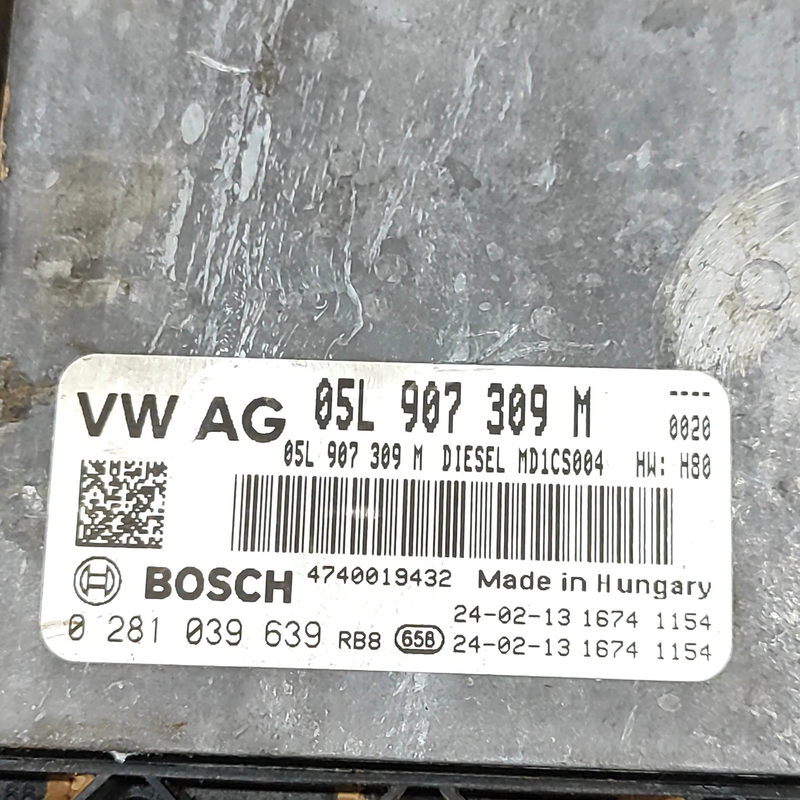 VW AG 05L 907 309 M ----
0020
05L 907 309 M DIESEL MD1CS004 HW: H80
BOSCH 4740019432 Made in Hungary
24-02-13 1674 1154
0 281 039 639 RB8 658 24-02-13 1674 1154